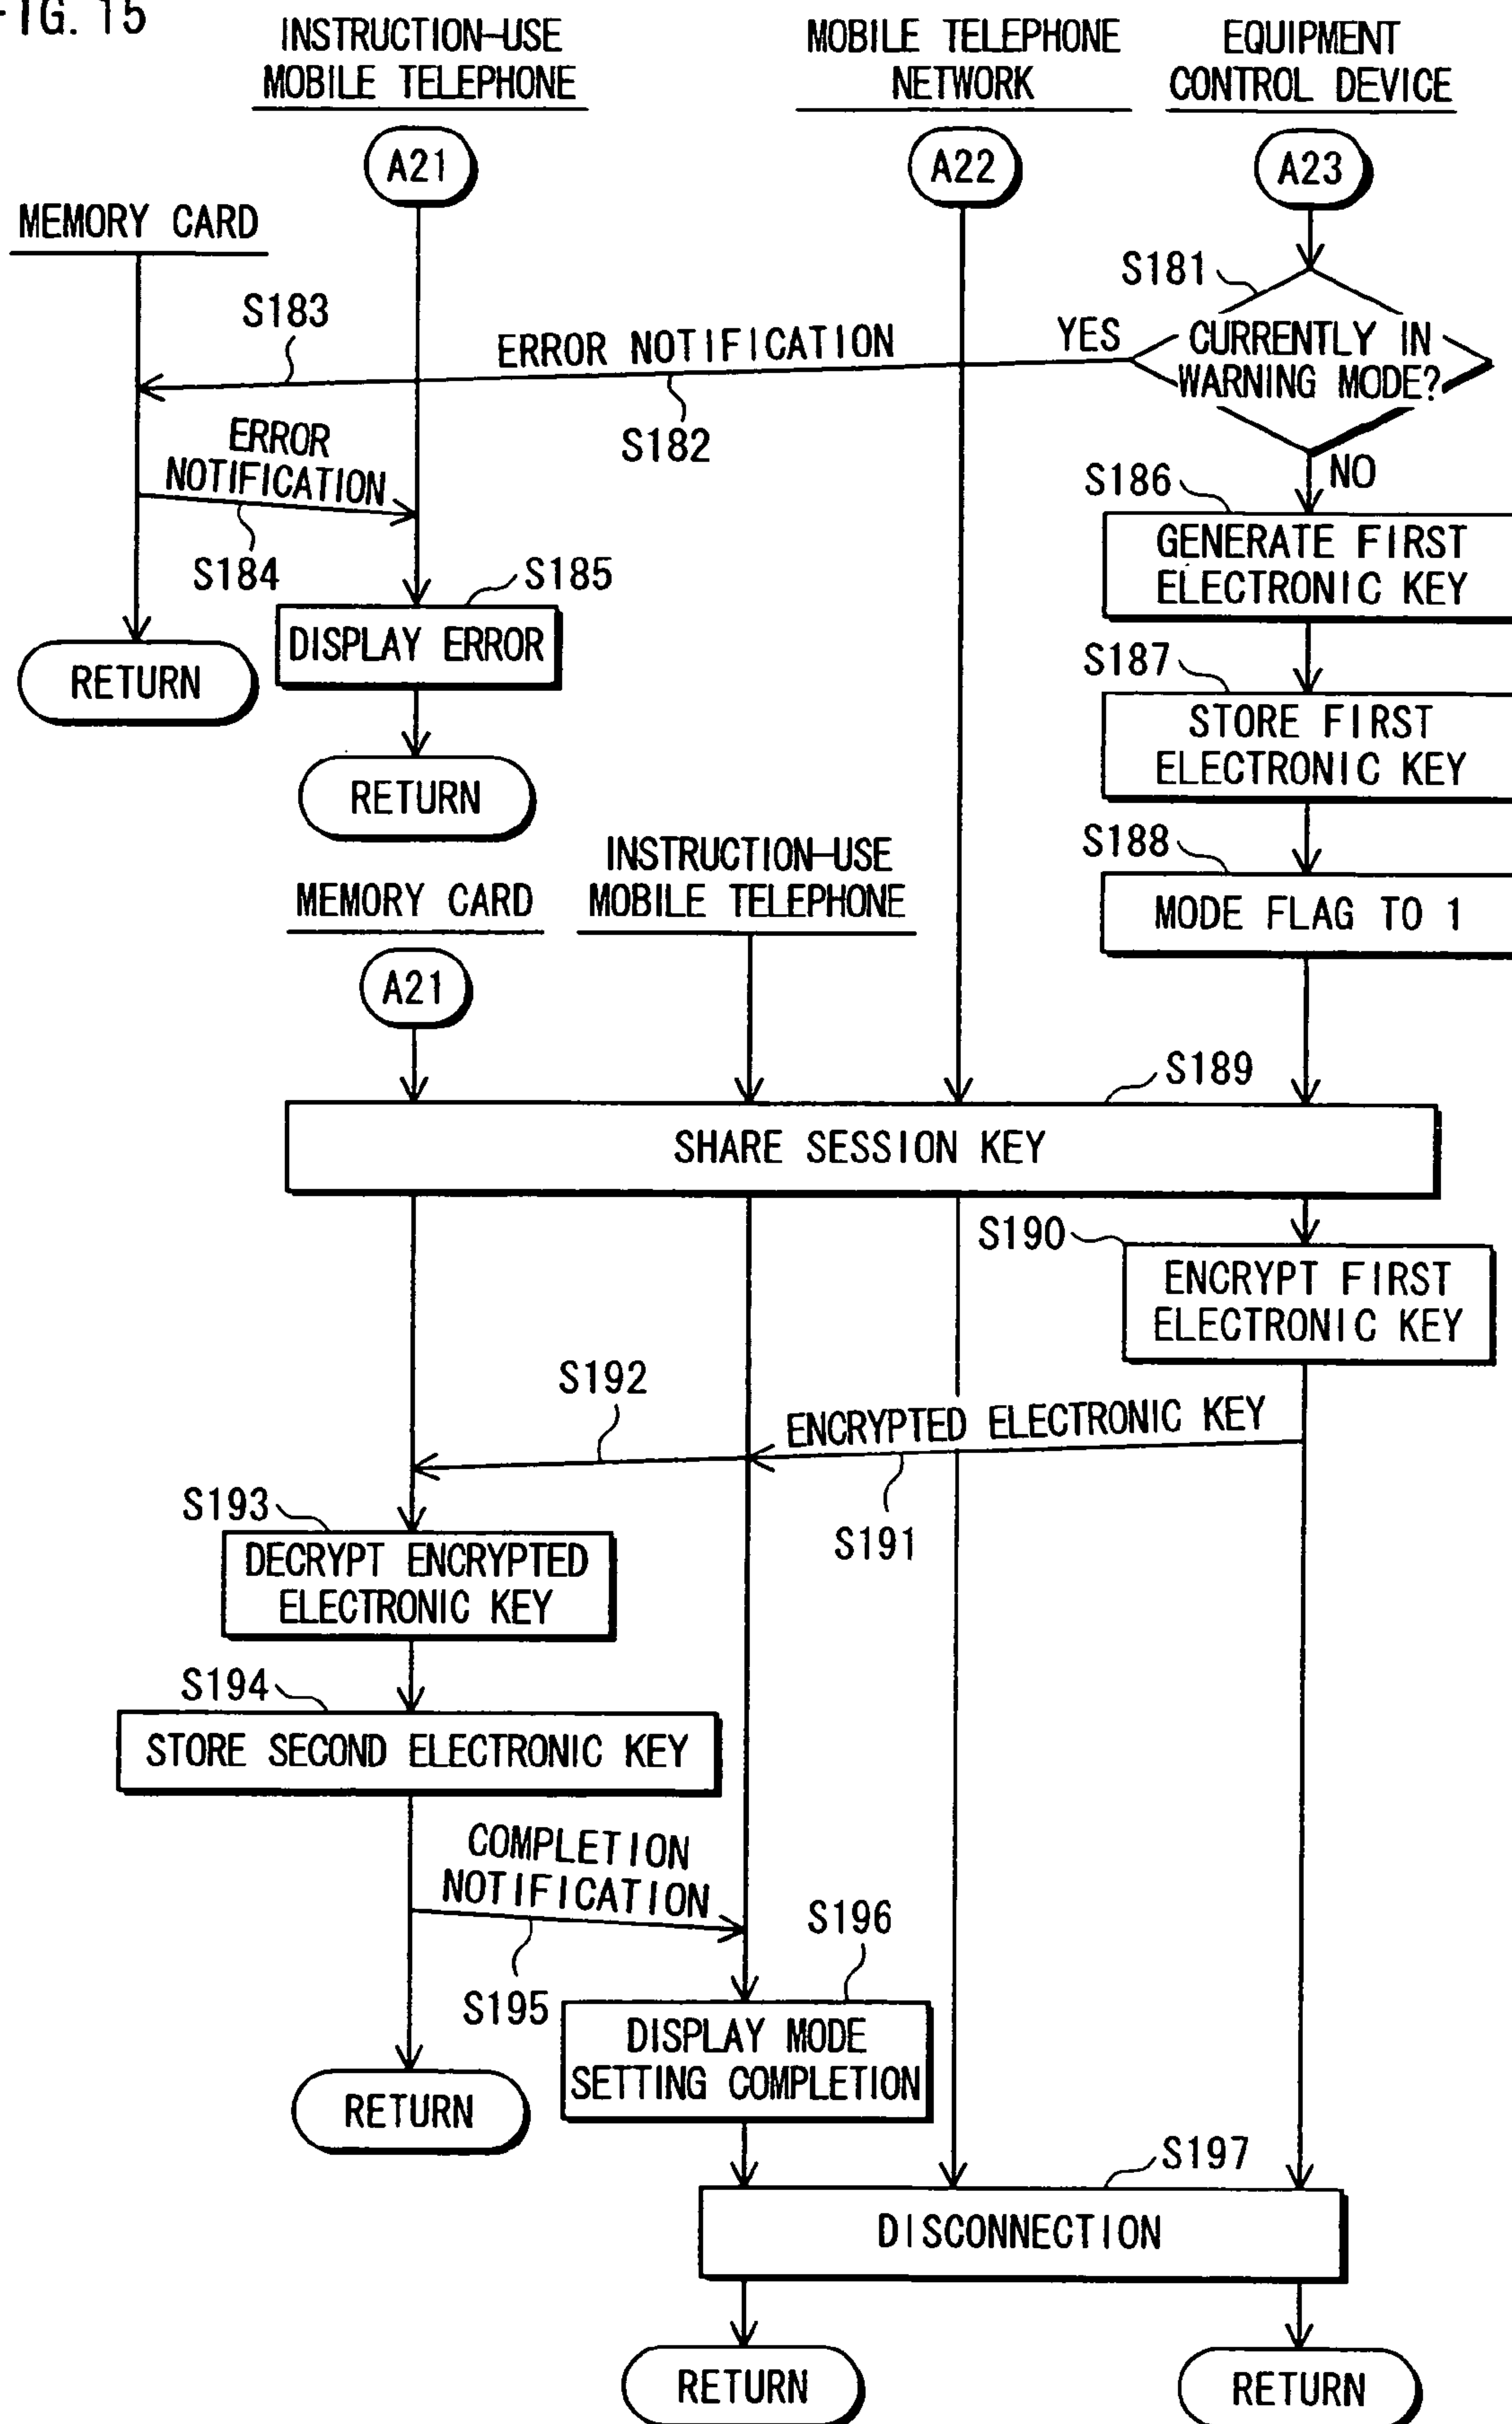 FIG. 15
INSTRUCTION-USE
MOBILE TELEPHONE
MOBILE TELEPHONE
NETWORK
EQUIPMENT
CONTROL DEVICE
A21
A22
A23
MEMORY CARD
S181
S183
ERROR NOTIFICATION
YES
CURRENTLY IN
WARNING MODE?
S182
ERROR
NOTIFICATION
NO
S186
GENERATE FIRST
ELECTRONIC KEY
S184
S185
DISPLAY ERROR
RETURN
S187
STORE FIRST
ELECTRONIC KEY
RETURN
S188
MODE FLAG TO 1
MEMORY CARD
INSTRUCTION-USE
MOBILE TELEPHONE
A21
S189
SHARE SESSION KEY
S190
ENCRYPT FIRST
ELECTRONIC KEY
S192
ENCRYPTED ELECTRONIC KEY
S191
S193
DECRYPT ENCRYPTED
ELECTRONIC KEY
S194
STORE SECOND ELECTRONIC KEY
COMPLETION
NOTIFICATION
S195
S196
DISPLAY MODE
SETTING COMPLETION
RETURN
S197
DISCONNECTION
RETURN
RETURN